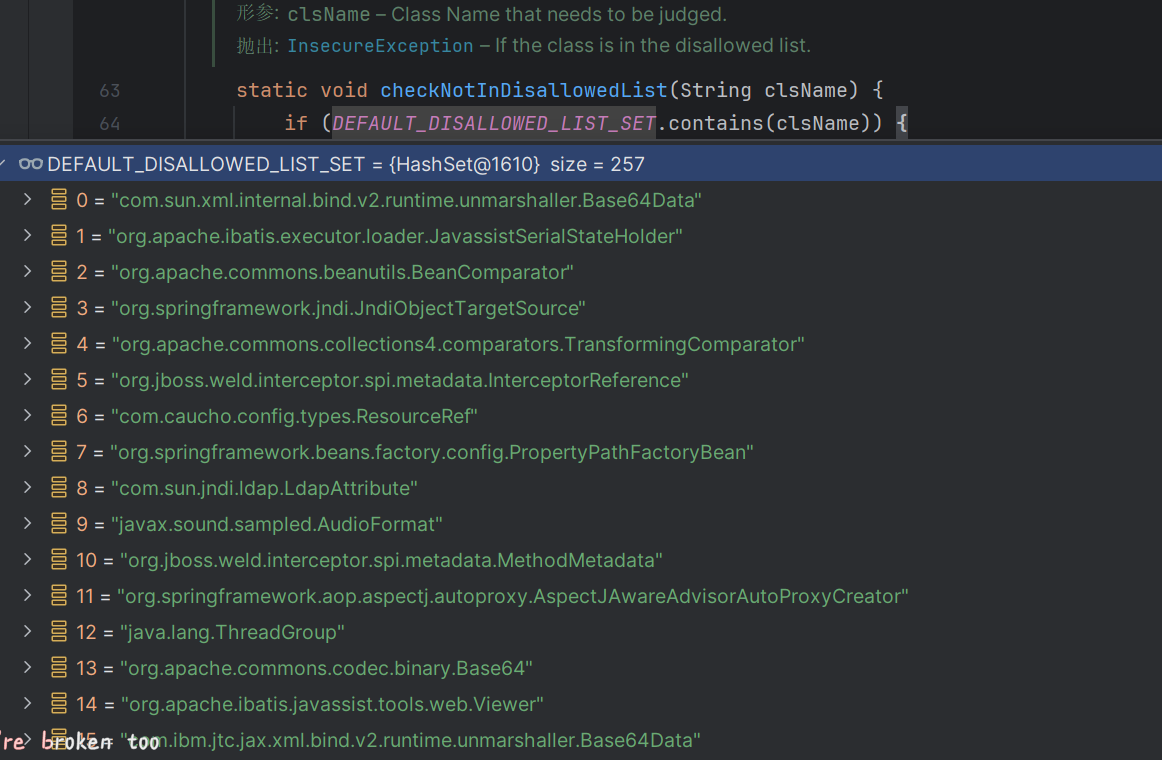 形参: clsName – Class Name that needs to be judged.
抛出: InsecureException – If the class is in the disallowed list.
63 static void checkNotInDisallowedList(String clsName) {
64 if (DEFAULT_DISALLOWED_LIST_SET.contains(clsName)) {
DEFAULT_DISALLOWED_LIST_SET = {HashSet@1610} size = 257
0 = "com.sun.xml.internal.bind.v2.runtime.unmarshaller.Base64Data"
1 = "org.apache.ibatis.executor.loader.JavassistSerialStateHolder"
2 = "org.apache.commons.beanutils.BeanComparator"
3 = "org.springframework.jndi.JndiObjectTargetSource"
4 = "org.apache.commons.collections4.comparators.TransformingComparator"
5 = "org.jboss.weld.interceptor.spi.metadata.InterceptorReference"
6 = "com.caucho.config.types.ResourceRef"
7 = "org.springframework.beans.factory.config.PropertyPathFactoryBean"
8 = "com.sun.jndi.ldap.LdapAttribute"
9 = "javax.sound.sampled.AudioFormat"
10 = "org.jboss.weld.interceptor.spi.metadata.MethodMetadata"
11 = "org.springframework.aop.aspectj.autoproxy.AspectJAwareAdvisorAutoProxyCreator"
12 = "java.lang.ThreadGroup"
13 = "org.apache.commons.codec.binary.Base64"
14 = "org.apache.ibatis.javassist.tools.web.Viewer"
15 = "com.ibm.jtc.jax.xml.bind.v2.runtime.unmarshaller.Base64Data"
're broken too